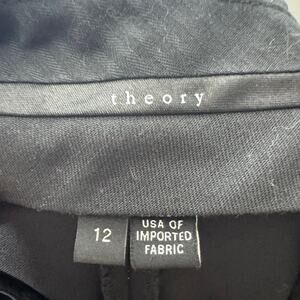 theory
12
USA OF
IMPORTED
FABRIC